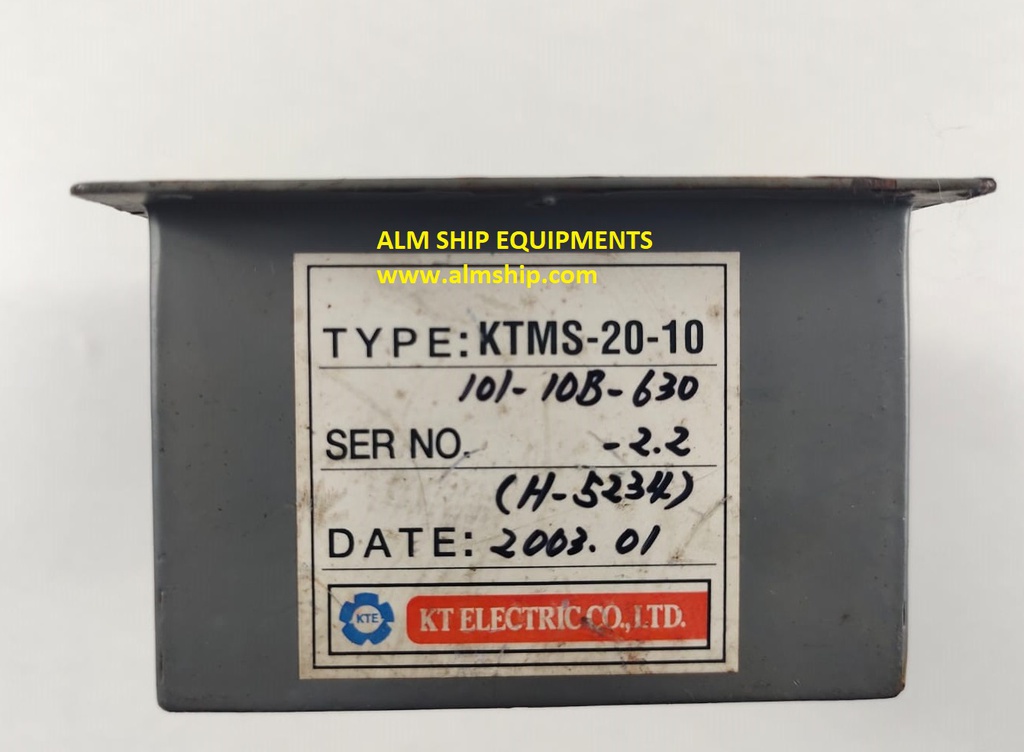 ALM SHIP EQUIPMENTS
www.almship.com
TYPE: KTMS-20-10
101-10B-630
SER NO. -2.2
(H-5234)
DATE: 2003.01
KTE KT ELECTRIC CO., LTD.